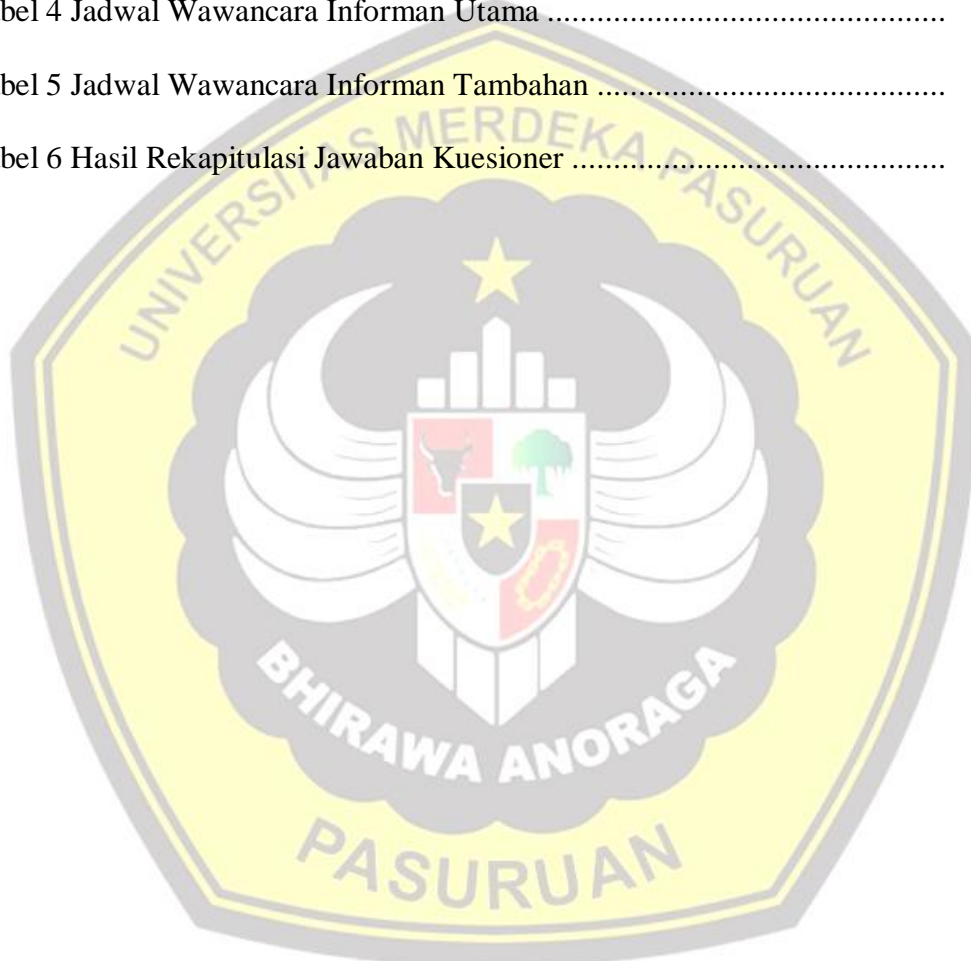 bel 4 Jadwal Wawancara Informan Utama ........................................
bel 5 Jadwal Wawancara Informan Tambahan ...................................
bel 6 Hasil Rekapitulasi Jawaban Kuesioner ......................................
UNIVERSITAS MERDEKA PASURUAN
BHIRAWA ANORAGA
PASURUAN